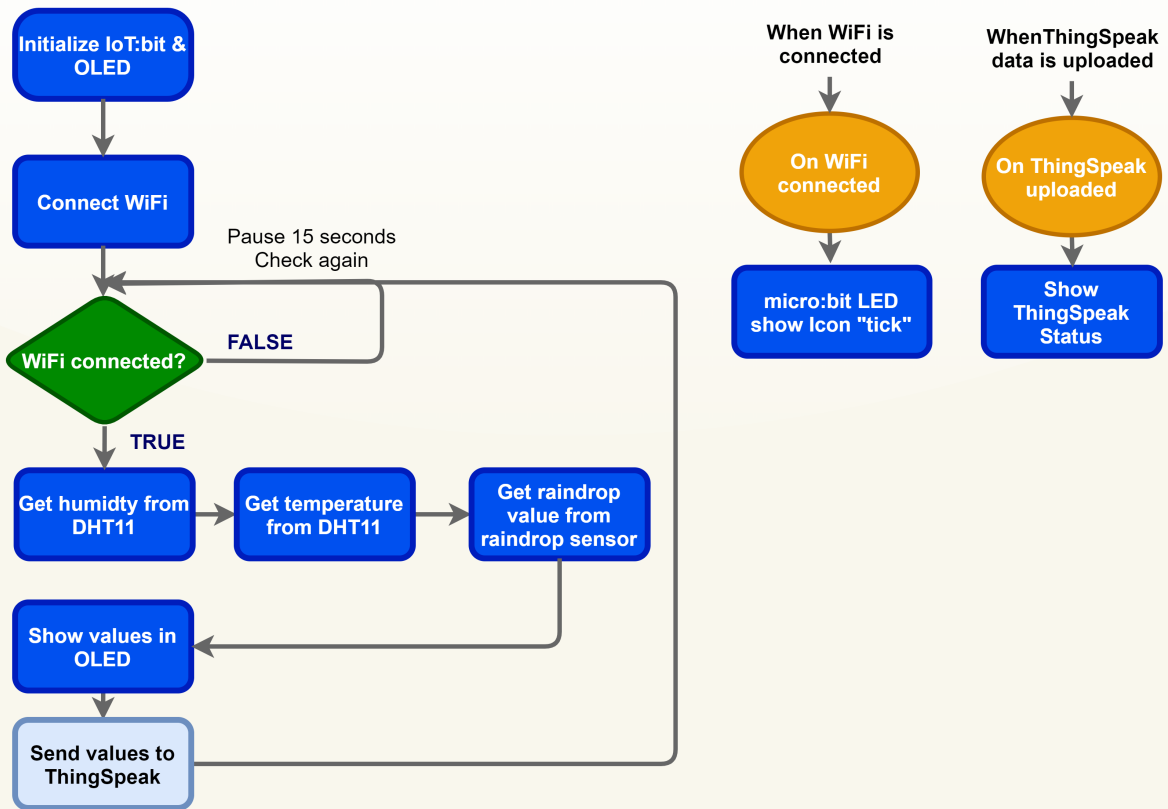 Initialize IoT:bit &
OLED
Connect WiFi
Pause 15 seconds
Check again
WiFi connected?
FALSE
TRUE
Get humidty from
DHT11
Get temperature
from DHT11
Get raindrop
value from
raindrop sensor
Show values in
OLED
Send values to
ThingSpeak
When WiFi is
connected
On WiFi
connected
micro:bit LED
show Icon "tick"
WhenThingSpeak
data is uploaded
On ThingSpeak
uploaded
Show
ThingSpeak
Status